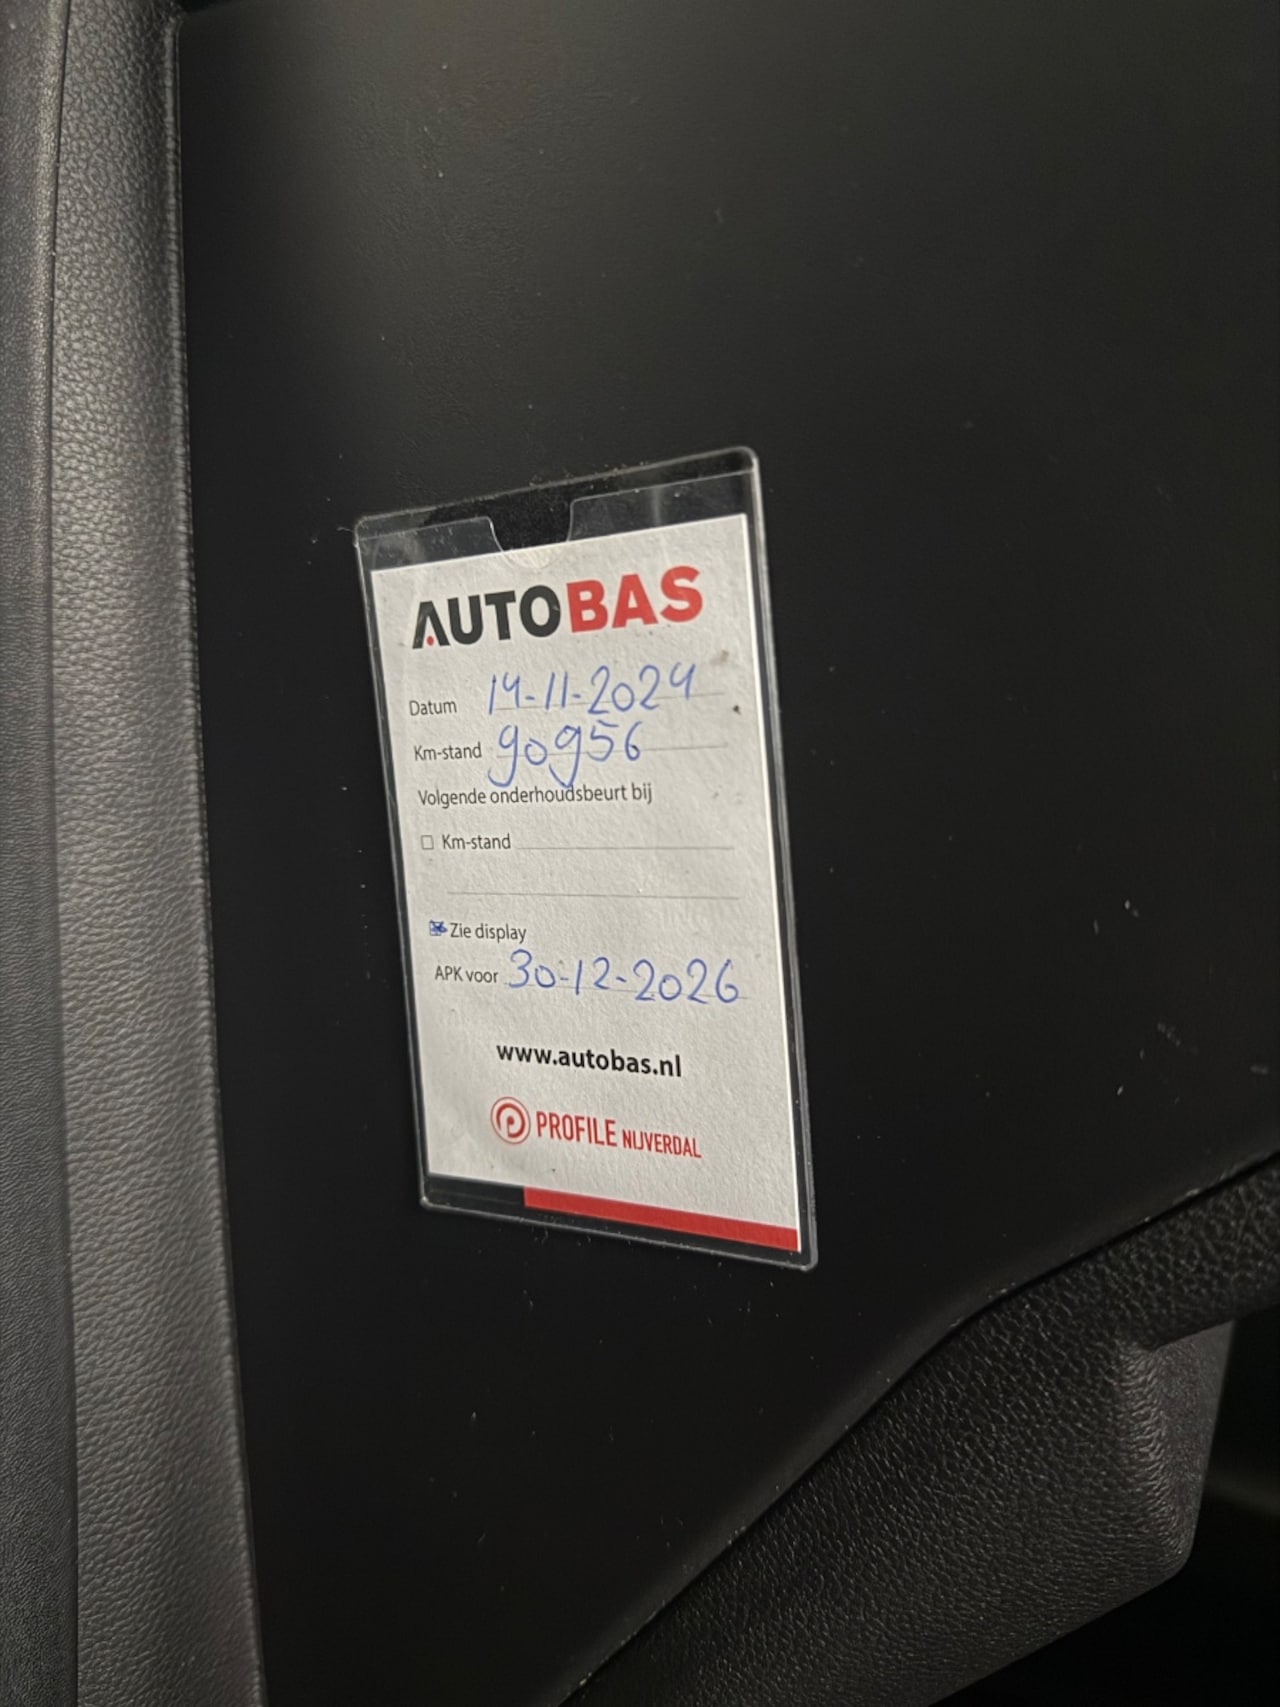 AUTOBAS
Datum 14-11-2024
Km-stand 90956
Volgende onderhoudsbeurt bij
☐ Km-stand
☒ Zie display
APK voor 30-12-2026
www.autobas.nl
PROFILE NIJVERDAL